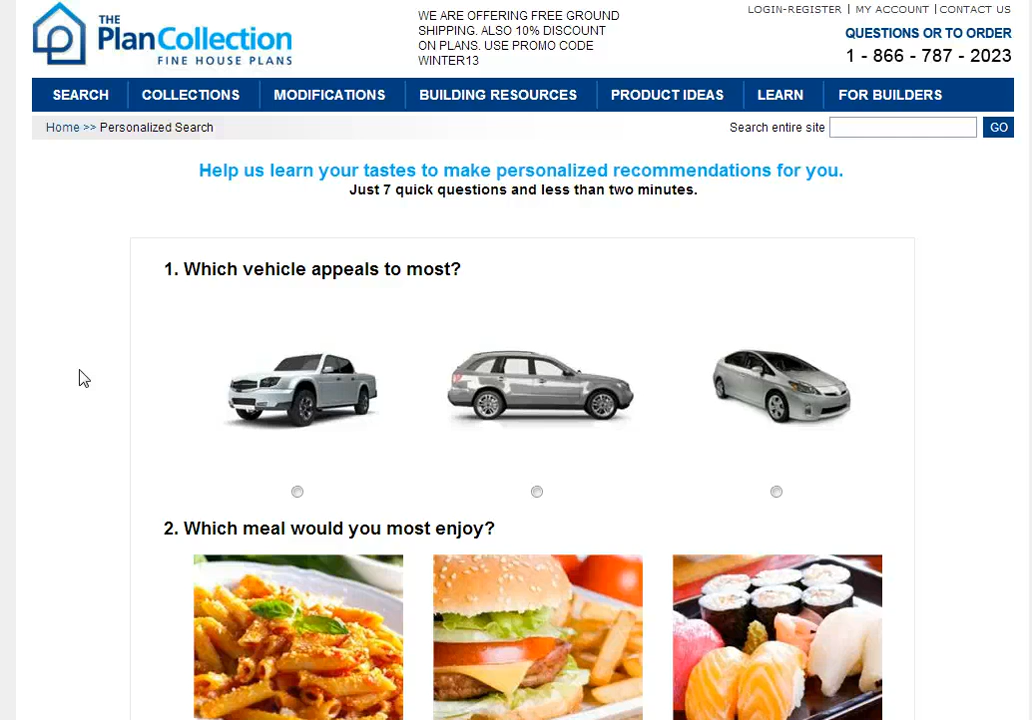 THE
PlanCollection
FINE HOUSE PLANS
WE ARE OFFERING FREE GROUND
SHIPPING. ALSO 10% DISCOUNT
ON PLANS. USE PROMO CODE
WINTER13
LOGIN-REGISTER | MY ACCOUNT | CONTACT US
QUESTIONS OR TO ORDER
1 - 866 - 787 - 2023
SEARCH COLLECTIONS MODIFICATIONS BUILDING RESOURCES PRODUCT IDEAS LEARN FOR BUILDERS
Home >> Personalized Search
Search entire site GO
Help us learn your tastes to make personalized recommendations for you.
Just 7 quick questions and less than two minutes.
1. Which vehicle appeals to most?
2. Which meal would you most enjoy?